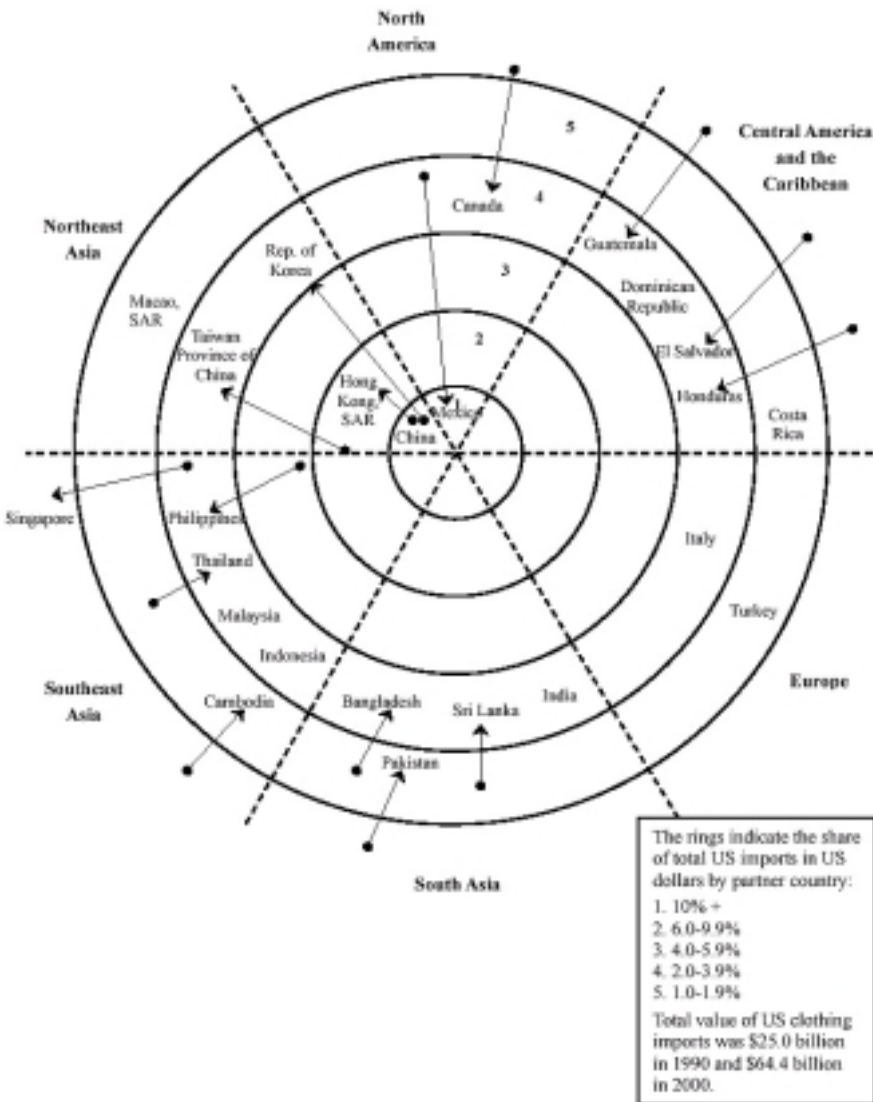 North
America
5
Central America
and the
Caribbean
4
Canada
Northeast
Asia
Guatemala
Rep. of
Korea
3
Dominican
Republic
Macao,
SAR
Taiwan
Province of
China
2
El Salvador
Hong
Kong,
SAR
Mexico
1
Honduras
China
Costa
Rica
Singapore
Philippines
Italy
Thailand
Malaysia
Turkey
Indonesia
Southeast
Asia
Cambodia
Bangladesh
Sri Lanka
India
Europe
Pakistan
South Asia
The rings indicate the share
of total US imports in US
dollars by partner country:
1. 10% +
2. 6.0-9.9%
3. 4.0-5.9%
4. 2.0-3.9%
5. 1.0-1.9%
Total value of US clothing
imports was $25.0 billion
in 1990 and $64.4 billion
in 2000.